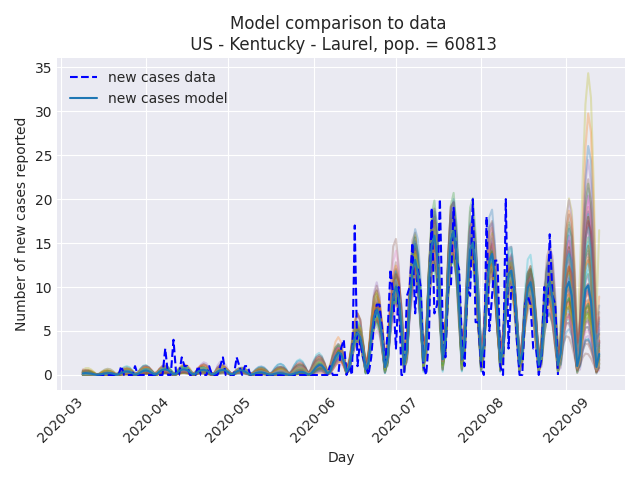 Model comparison to data
US - Kentucky - Laurel, pop. = 60813
new cases data
new cases model
Number of new cases reported
35
30
25
20
15
10
5
0
2020-03
2020-04
2020-05
2020-06
2020-07
2020-08
2020-09
Day